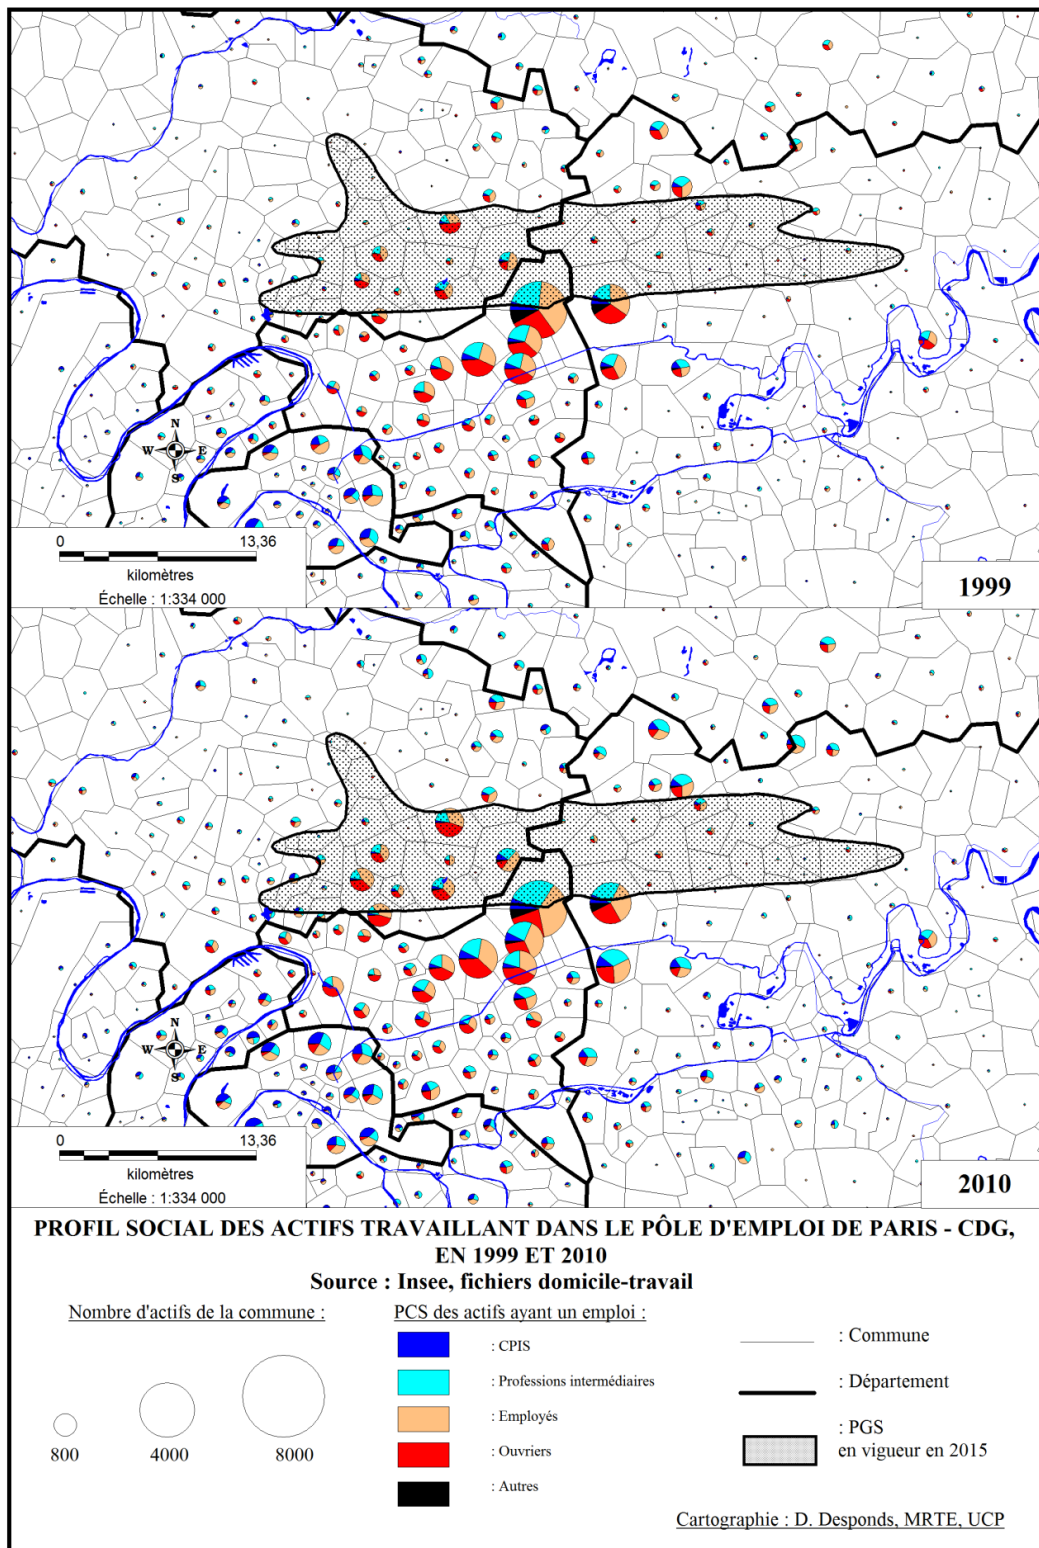 N
W E
S
0 13,36
kilomètres
Échelle : 1:334 000
1999
N
W E
S
0 13,36
kilomètres
Échelle : 1:334 000
2010
PROFIL SOCIAL DES ACTIFS TRAVAILLANT DANS LE PÔLE D'EMPLOI DE PARIS - CDG,
EN 1999 ET 2010
Source : Insee, fichiers domicile-travail
Nombre d'actifs de la commune :
800 4000 8000
PCS des actifs ayant un emploi :
: CPIS
: Professions intermédiaires
: Employés
: Ouvriers
: Autres
: Commune
: Département
: PGS
en vigueur en 2015
Cartographie : D. Desponds, MRTE, UCP